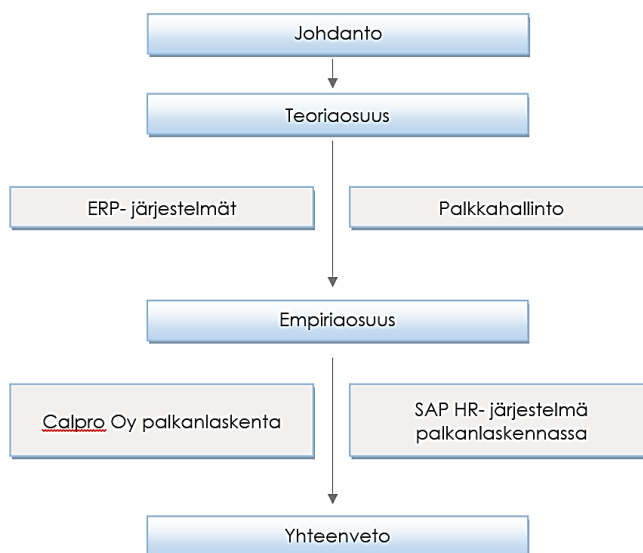 Johdanto
Teoriaosuus
ERP- järjestelmät
Palkkahallinto
Empiriaosuus
Calpro Oy palkanlaskenta
SAP HR- järjestelmä
palkanlaskennassa
Yhteenveto